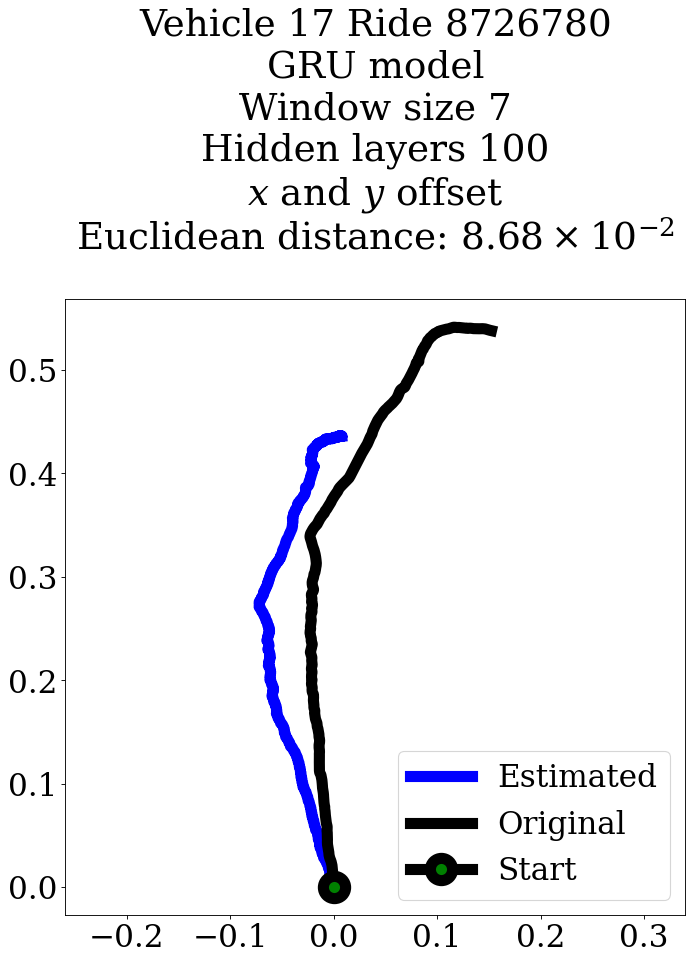 Vehicle 17 Ride 8726780
GRU model
Window size 7
Hidden layers 100
x and y offset
Euclidean distance: 8.68 × 10⁻²
0.5
0.4
0.3
0.2
0.1
0.0
Estimated
Original
Start
−0.2 −0.1 0.0 0.1 0.2 0.3